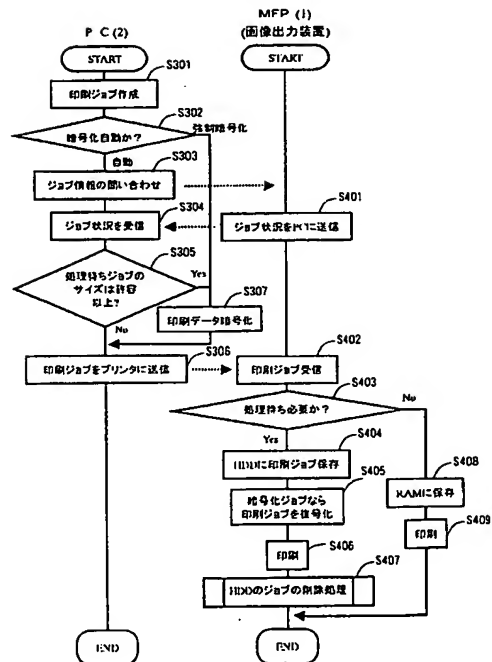 PC(2)
START
S301
印刷ジョブ作成
S302
暗号化自動か？
強制暗号化
自動
S303
ジョブ情報の問い合わせ
S304
ジョブ状況を受信
S305
処理待ちジョブの
サイズは許容
以上？
Yes
No
S307
印刷データ暗号化
S306
印刷ジョブをプリンタに送信
END
MFP(1)
(画像出力装置)
START
S401
ジョブ状況をPCに送信
S402
印刷ジョブ受信
S403
処理待ち必要か？
No
Yes
S404
HDDに印刷ジョブ保存
S405
暗号化ジョブなら
印刷ジョブを復号化
S406
印刷
S407
HDDのジョブの削除処理
S408
RAMに保存
S409
印刷
END